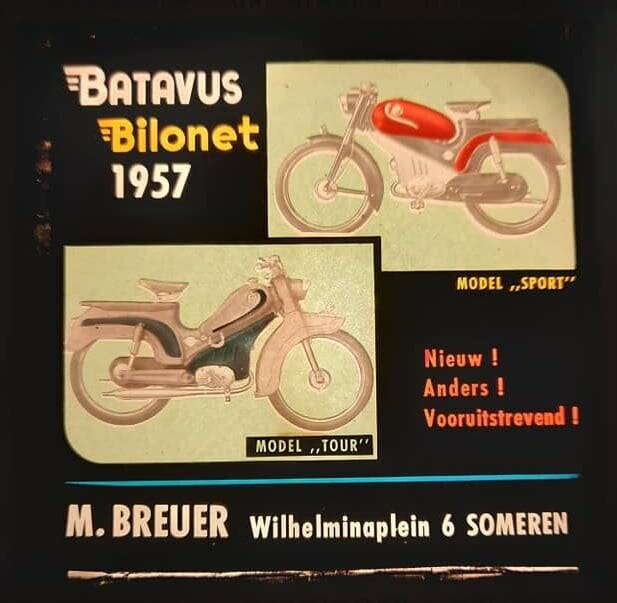 BATAVUS
Bilonet
1957
MODEL „SPORT"
MODEL „TOUR"
Nieuw !
Anders !
Vooruitstrevend !
M. BREUER Wilhelminaplein 6 SOMEREN